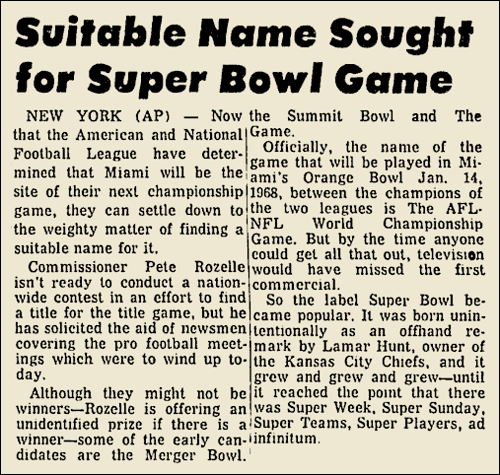 Suitable Name Sought
for Super Bowl Game
NEW YORK (AP) — Now
that the American and National
Football League have deter-
mined that Miami will be the
site of their next championship
game, they can settle down to
the weighty matter of finding a
suitable name for it.
Commissioner Pete Rozelle
isn't ready to conduct a nation-
wide contest in an effort to find
a title for the title game, but he
has solicited the aid of newsmen
covering the pro football meet-
ings which were to wind up to-
day.
Although they might not be
winners—Rozelle is offering an
unidentified prize if there is a
winner—some of the early can-
didates are the Merger Bowl.
the Summit Bowl and The
Game.
Officially, the name of the
game that will be played in Mi-
ami's Orange Bowl Jan. 14,
1968, between the champions of
the two leagues is The AFL-
NFL World Championship
Game. But by the time anyone
could get all that out, television
would have missed the first
commercial.
So the label Super Bowl be-
came popular. It was born unin-
tentionally as an offhand re-
mark by Lamar Hunt, owner of
the Kansas City Chiefs, and it
grew and grew and grew—until
it reached the point that there
was Super Week, Super Sunday,
Super Teams, Super Players, ad
infinitum.